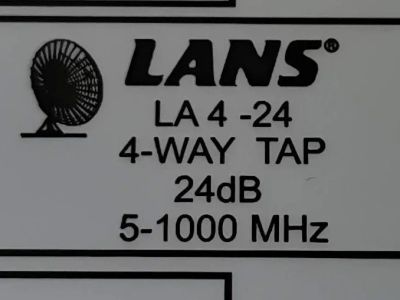 LANS®
LA 4 -24
4-WAY TAP
24dB
5-1000 MHz